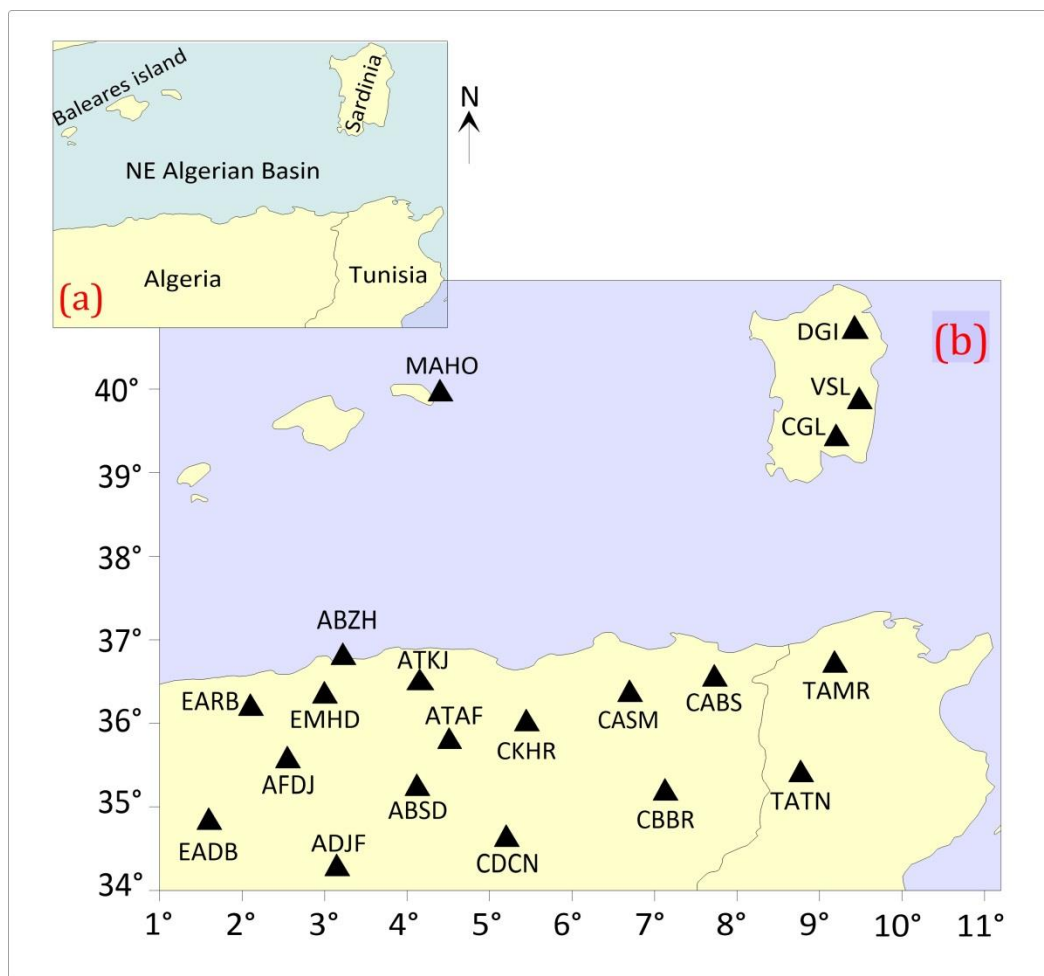 Baleares island
Sardinia
N
NE Algerian Basin
Algeria
Tunisia
(a)
(b)
DGI
MAHO
40°
VSL
CGL
39°
38°
37°
ABZH
ATKJ
EARB
EMHD
ATAF
CASM
CABS
TAMR
36°
CKHR
AFDJ
ABSD
CBBR
TATN
35°
EADB
ADJF
CDCN
34°
1° 2° 3° 4° 5° 6° 7° 8° 9° 10° 11°